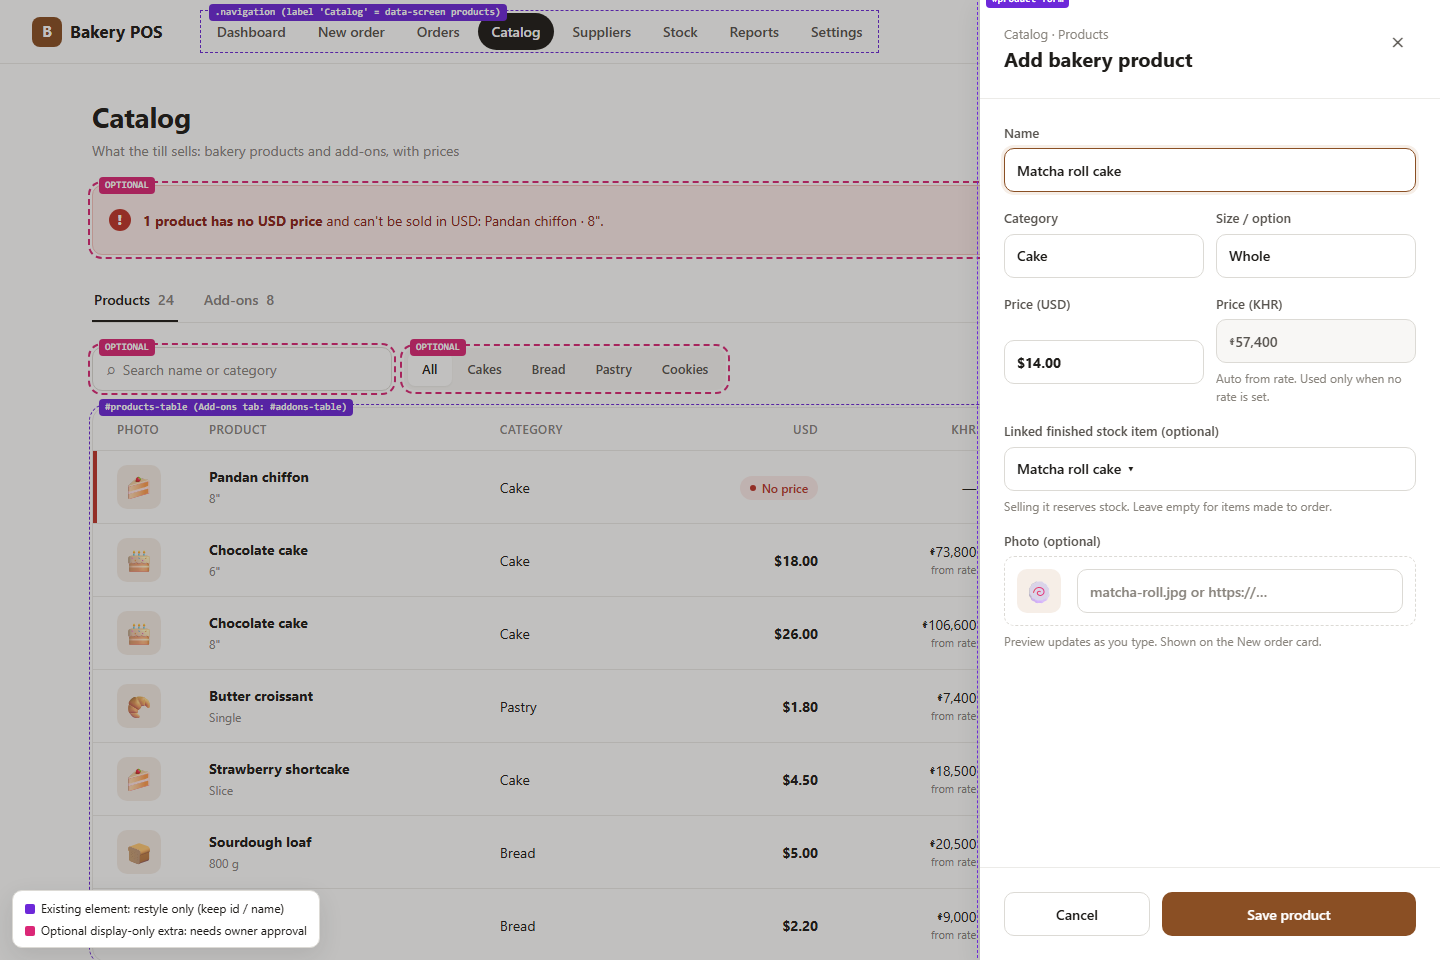 .navigation (label 'Catalog' = data-screen products)
B Bakery POS
Dashboard New order Orders Catalog Suppliers Stock Reports Settings
Catalog
What the till sells: bakery products and add-ons, with prices
OPTIONAL
! 1 product has no USD price and can't be sold in USD: Pandan chiffon · 8".
Products 24 Add-ons 8
OPTIONAL OPTIONAL
Search name or category All Cakes Bread Pastry Cookies
#products-table (Add-ons tab: #addons-table)
PHOTO PRODUCT CATEGORY USD KHR
Pandan chiffon
8"
Cake No price —
Chocolate cake
6"
Cake $18.00 ៛73,800
from rate
Chocolate cake
8"
Cake $26.00 ៛106,600
from rate
Butter croissant
Single
Pastry $1.80 ៛7,400
from rate
Strawberry shortcake
Slice
Cake $4.50 ៛18,500
from rate
Sourdough loaf
800 g
Bread $5.00 ៛20,500
from rate
Bread $2.20 ៛9,000
from rate
Existing element: restyle only (keep id / name)
Optional display-only extra: needs owner approval
Catalog · Products
Add bakery product
✕
Name
Matcha roll cake
Category Size / option
Cake Whole
Price (USD) Price (KHR)
$14.00 ៛57,400
Auto from rate. Used only when no
rate is set.
Linked finished stock item (optional)
Matcha roll cake ▾
Selling it reserves stock. Leave empty for items made to order.
Photo (optional)
matcha-roll.jpg or https://...
Preview updates as you type. Shown on the New order card.
Cancel Save product